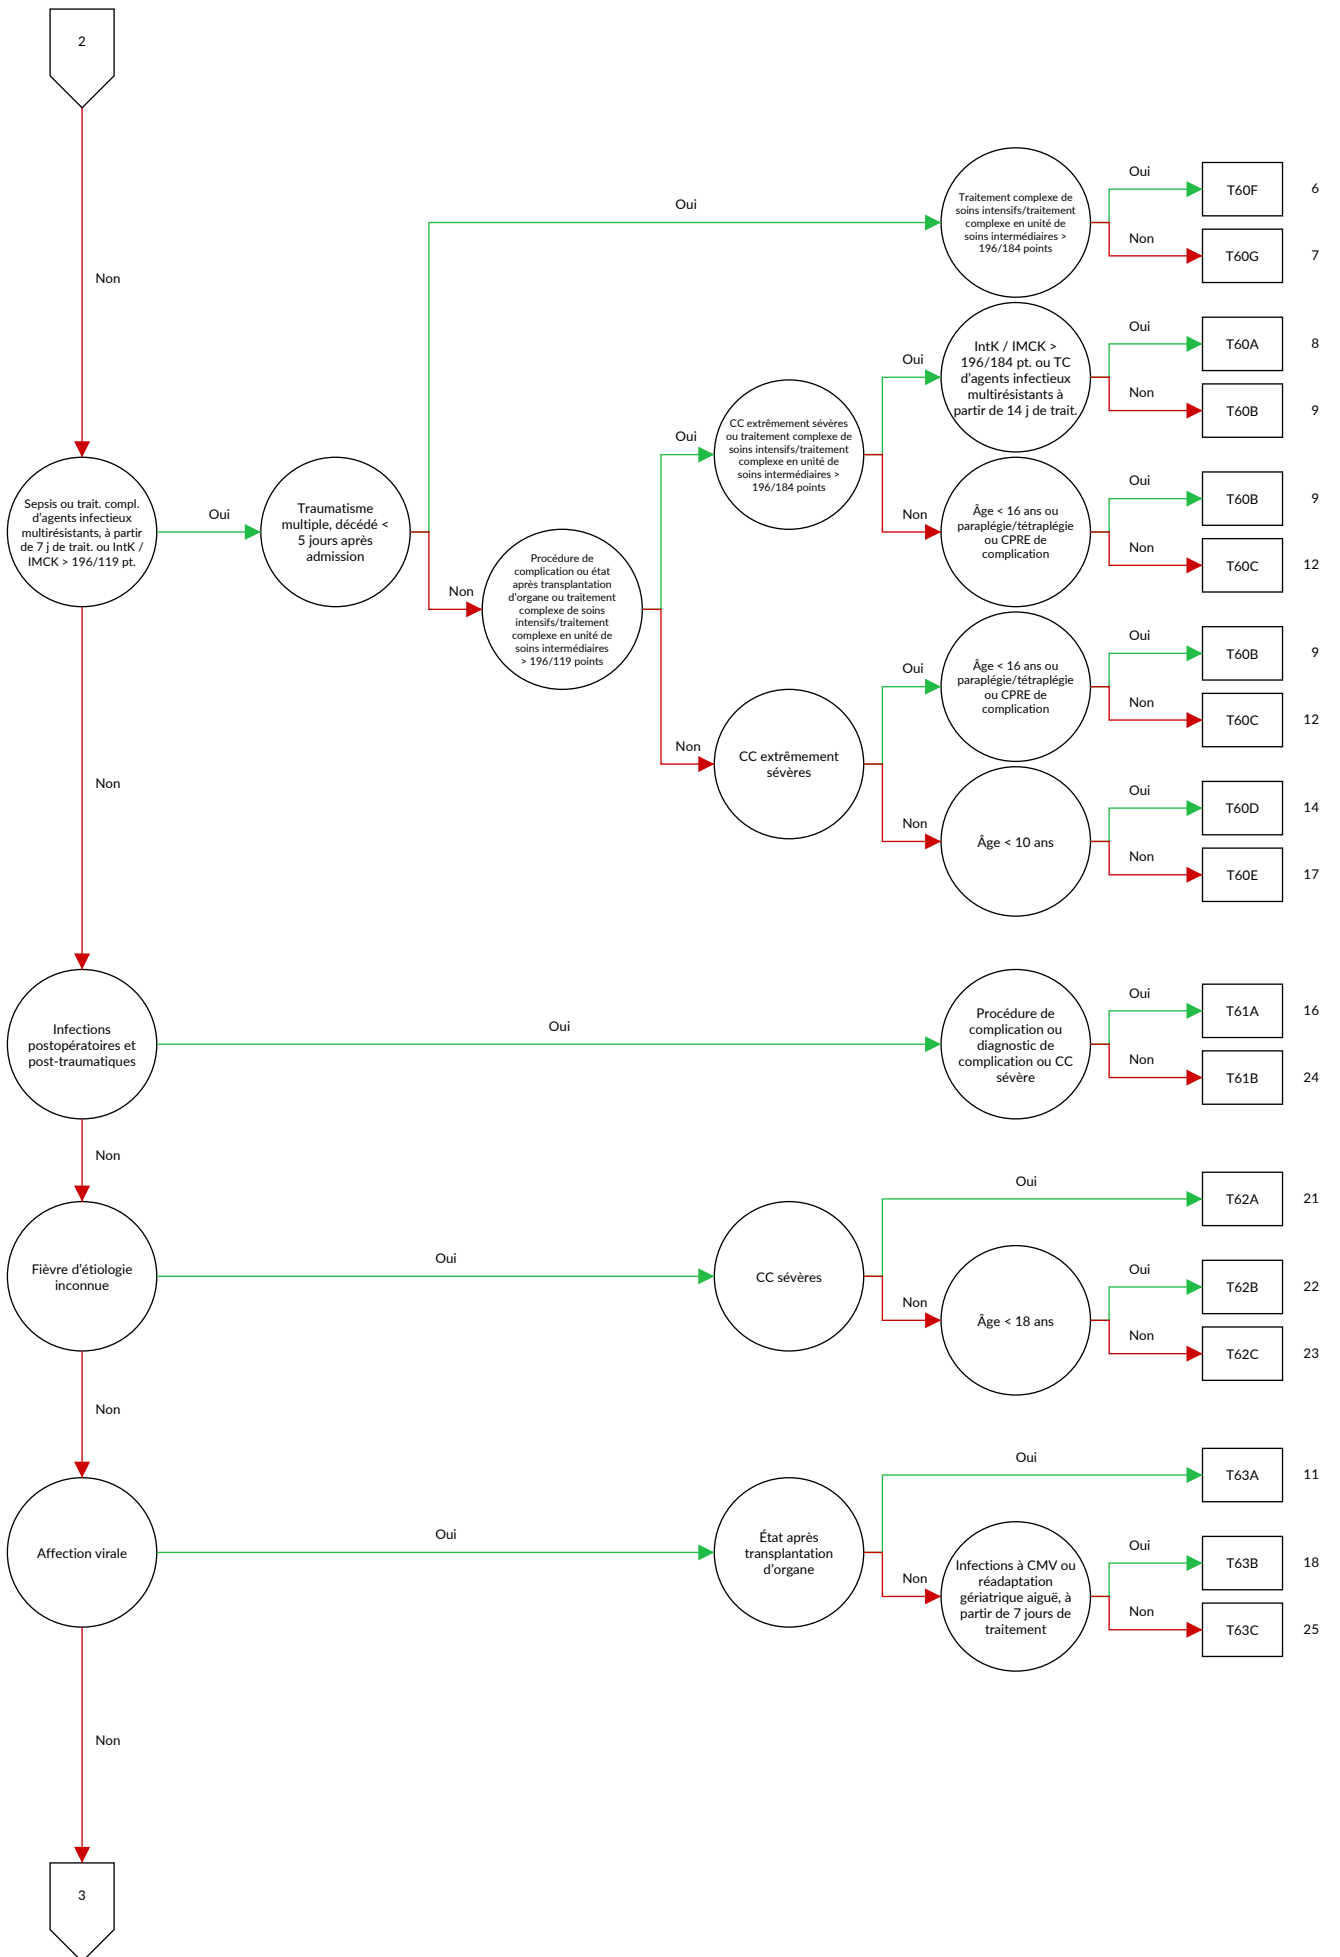 2
Non
Oui
Traitement complexe de
soins intensifs/traitement
complexe en unité de
soins intermédiaires >
196/184 points
Oui
T60F
6
Non
T60G
7
Oui
IntK / IMCK >
196/184 pt. ou TC
d'agents infectieux
multirésistants à
partir de 14 j de trait.
Oui
T60A
8
Non
T60B
9
Oui
CC extrêmement sévères
ou traitement complexe de
soins intensifs/traitement
complexe en unité de
soins intermédiaires >
196/184 points
Sepsis ou trait. compl.
d'agents infectieux
multirésistants, à partir
de 7 j de trait. ou IntK /
IMCK > 196/119 pt.
Oui
Traumatisme
multiple, décédé <
5 jours après
admission
Non
Âge < 16 ans ou
paraplégie/tétraplégie
ou CPRE de
complication
Oui
T60B
9
Non
T60C
12
Non
Procédure de
complication ou état
après transplantation
d'organe ou traitement
complexe de soins
intensifs/traitement
complexe en unité de
soins intermédiaires
> 196/119 points
Oui
Âge < 16 ans ou
paraplégie/tétraplégie
ou CPRE de
complication
Oui
T60B
9
Non
T60C
12
Non
CC extrêmement
sévères
Non
Non
Âge < 10 ans
Oui
T60D
14
Non
T60E
17
Infections
postopératoires et
post-traumatiques
Oui
Procédure de
complication ou
diagnostic de
complication ou CC
sévère
Oui
T61A
16
Non
T61B
24
Non
Fièvre d'étiologie
inconnue
Oui
CC sévères
Oui
T62A
21
Non
Âge < 18 ans
Oui
T62B
22
Non
T62C
23
Non
Affection virale
Oui
État après
transplantation
d'organe
Oui
T63A
11
Non
Infections à CMV ou
réadaptation
gériatrique aiguë, à
partir de 7 jours de
traitement
Oui
T63B
18
Non
T63C
25
Non
3